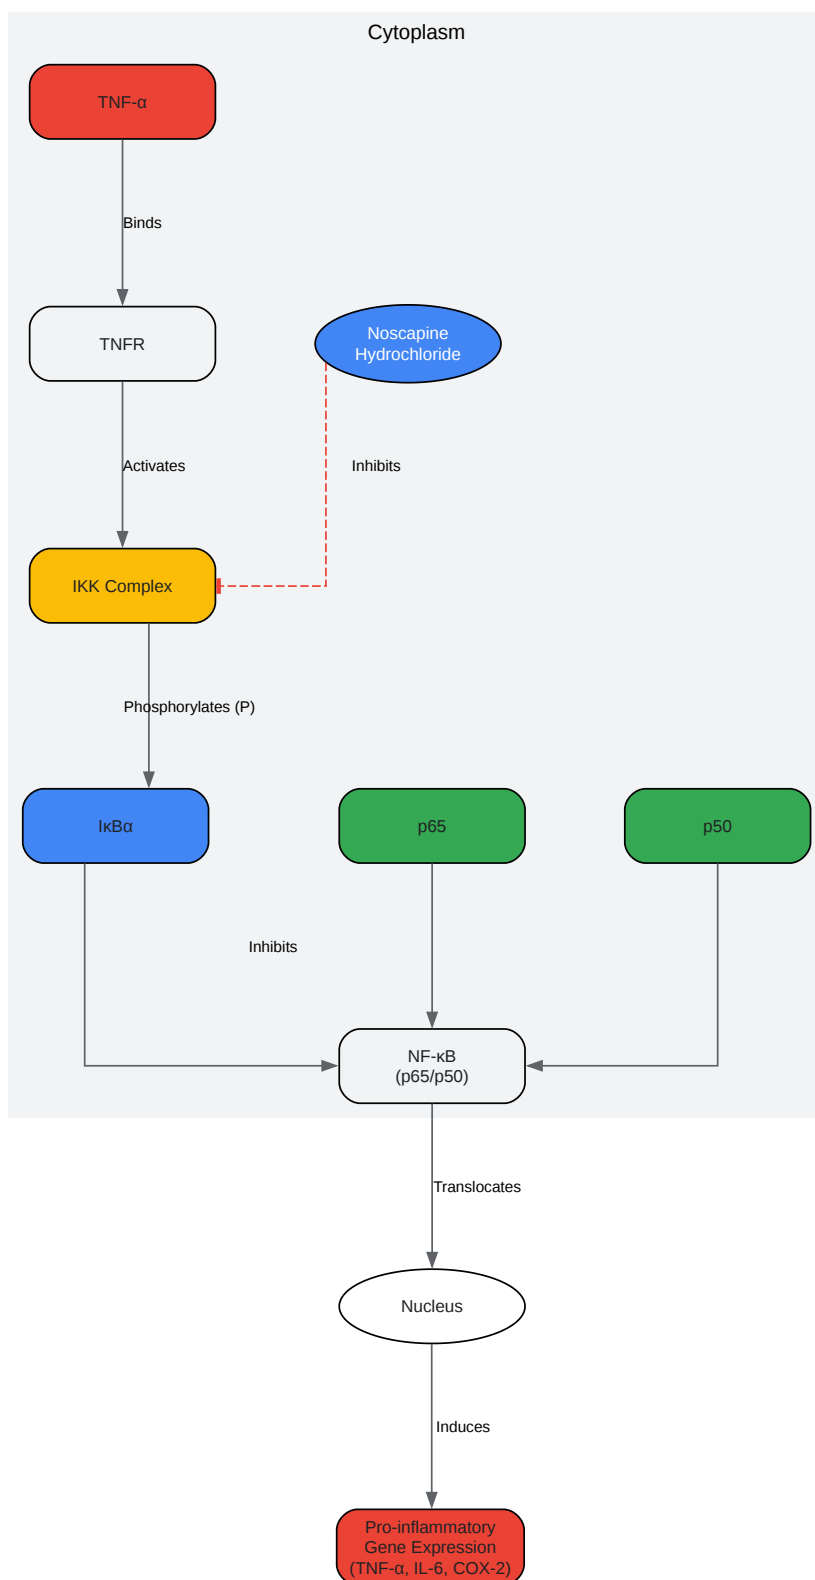 Cytoplasm
TNF-α
Binds
TNFR
Noscapine
Hydrochloride
Activates
Inhibits
IKK Complex
Phosphorylates (P)
IκBα
p65
p50
Inhibits
NF-κB
(p65/p50)
Translocates
Nucleus
Induces
Pro-inflammatory
Gene Expression
(TNF-α, IL-6, COX-2)